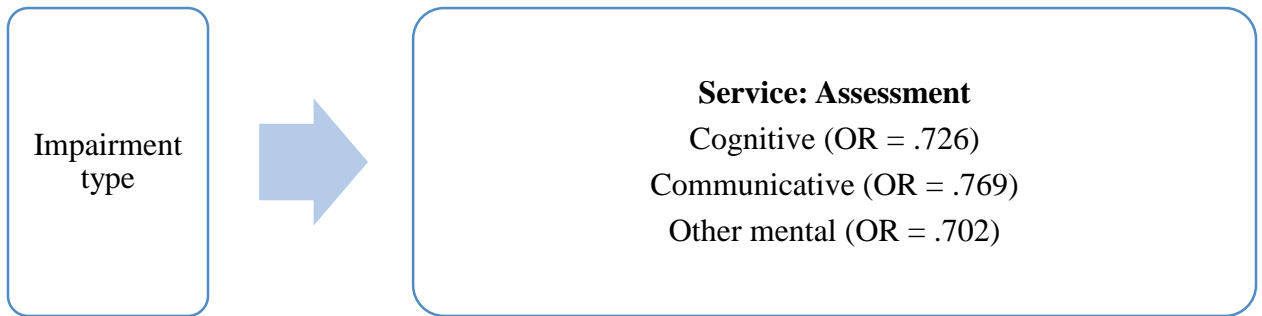 Impairment
type
Service: Assessment
Cognitive (OR = .726)
Communicative (OR = .769)
Other mental (OR = .702)